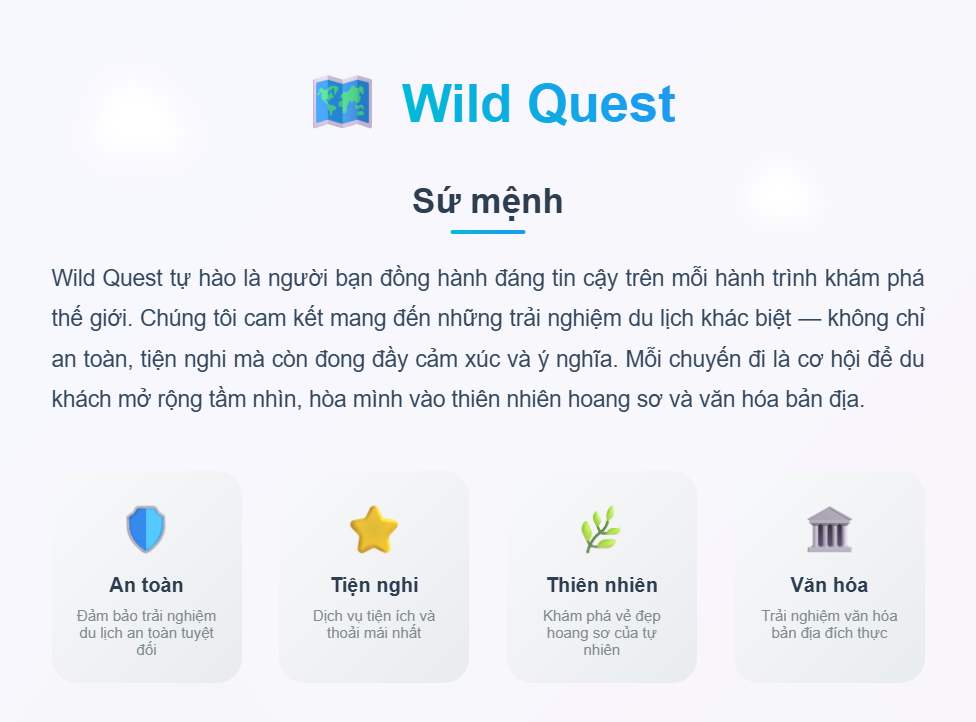 Wild Quest
Sứ mệnh
Wild Quest tự hào là người bạn đồng hành đáng tin cậy trên mỗi hành trình khám phá
thế giới. Chúng tôi cam kết mang đến những trải nghiệm du lịch khác biệt — không chỉ
an toàn, tiện nghi mà còn đong đầy cảm xúc và ý nghĩa. Mỗi chuyến đi là cơ hội để du
khách mở rộng tầm nhìn, hòa mình vào thiên nhiên hoang sơ và văn hóa bản địa.
An toàn
Đảm bảo trải nghiệm
du lịch an toàn tuyệt
đối
Tiện nghi
Dịch vụ tiện ích và
thoải mái nhất
Thiên nhiên
Khám phá vẻ đẹp
hoang sơ của tự
nhiên
Văn hóa
Trải nghiệm văn hóa
bản địa đích thực